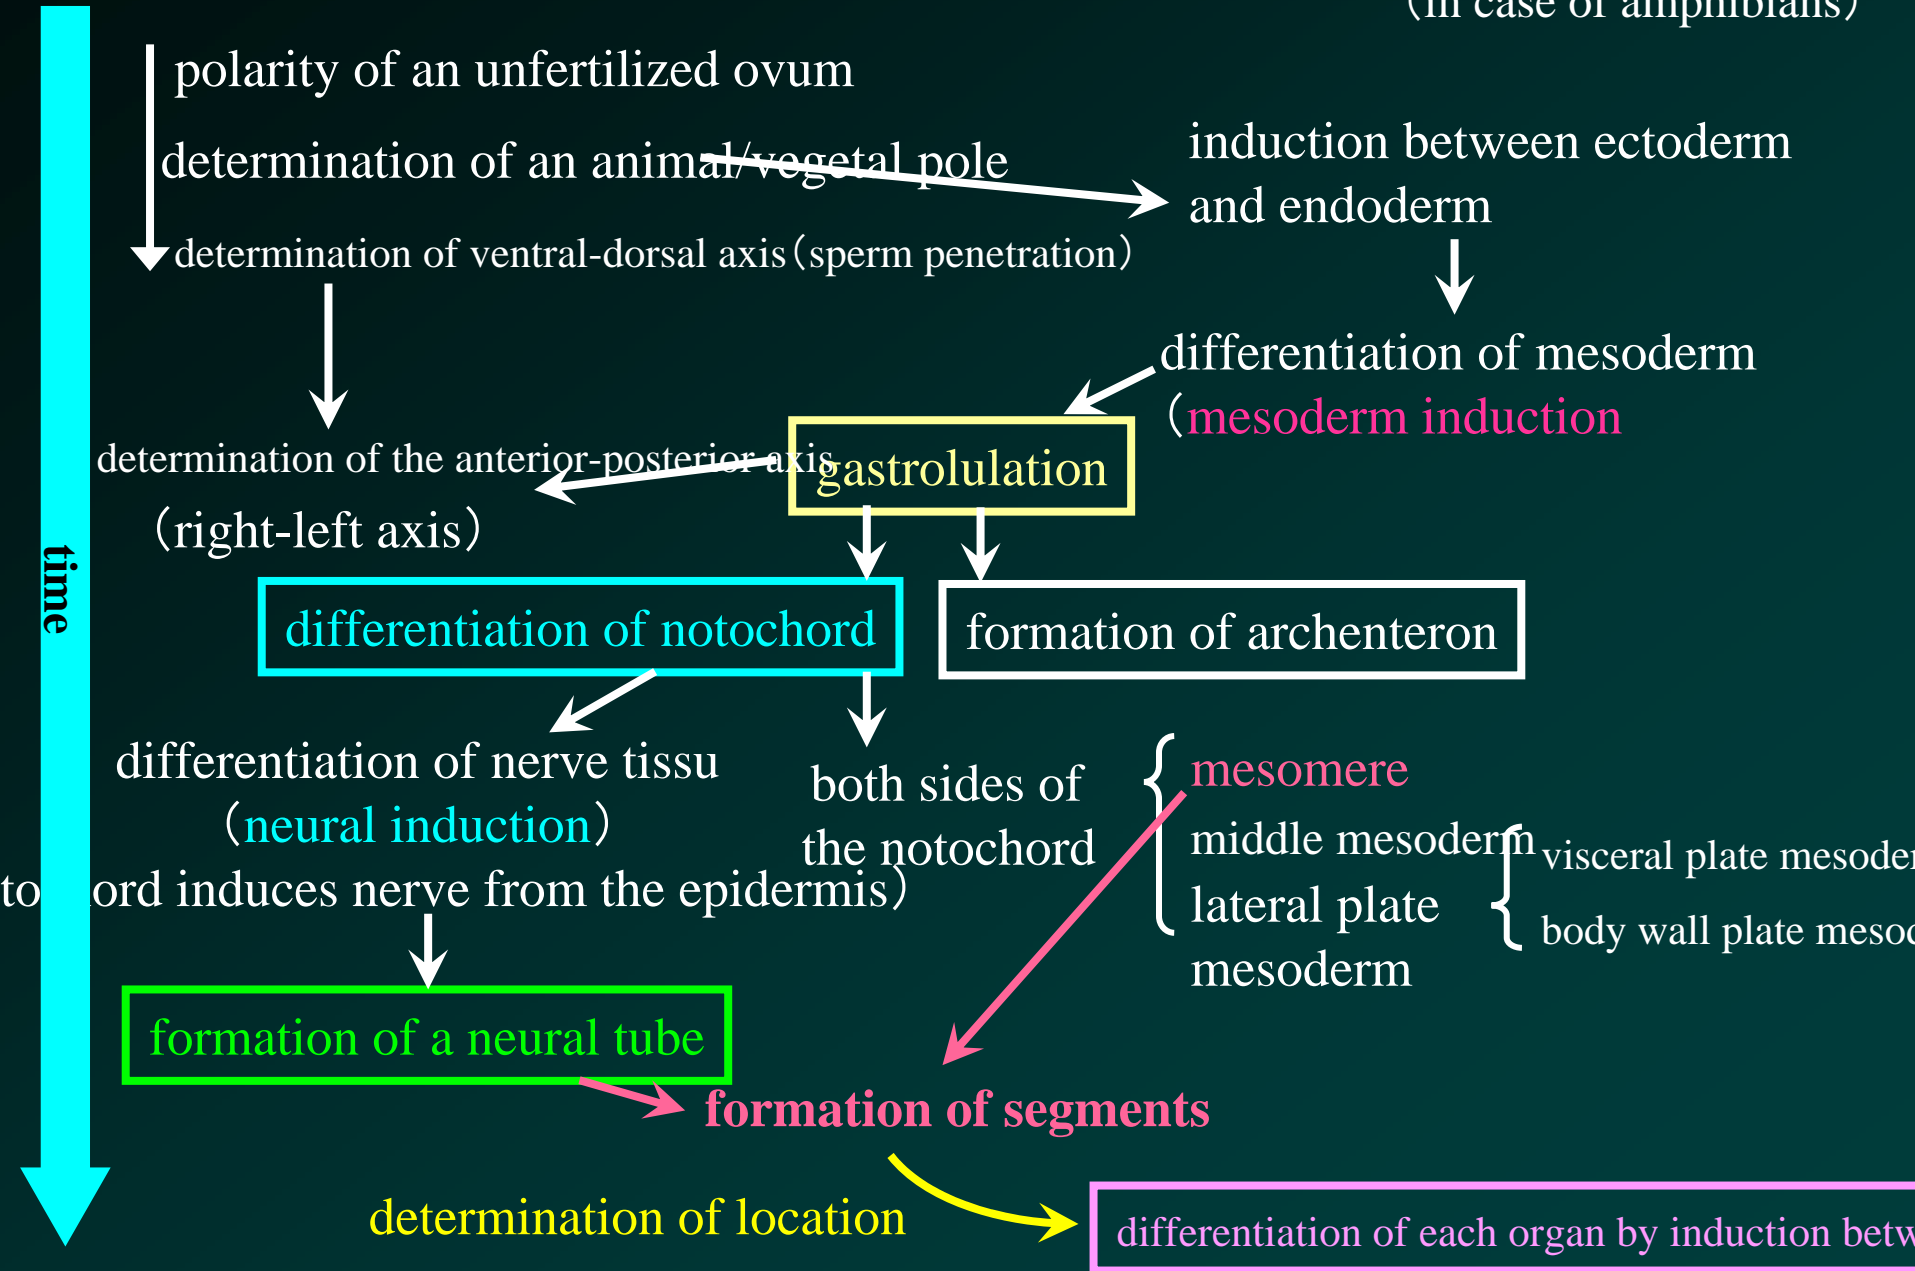 （in case of amphibians）
polarity of an unfertilized ovum
determination of an animal/vegetal pole
induction between ectoderm
and endoderm
determination of ventral-dorsal axis（sperm penetration）
differentiation of mesoderm
（mesoderm induction
determination of the anterior-posterior axis
gastrolulation
（right-left axis）
time
differentiation of notochord
formation of archenteron
differentiation of nerve tissu
（neural induction）
induces nerve from the epidermis）
both sides of
the notochord
mesomere
middle mesoderm
lateral plate
mesoderm
visceral plate
body wall plate
formation of a neural tube
formation of segments
determination of location
differentiation of each organ by induction